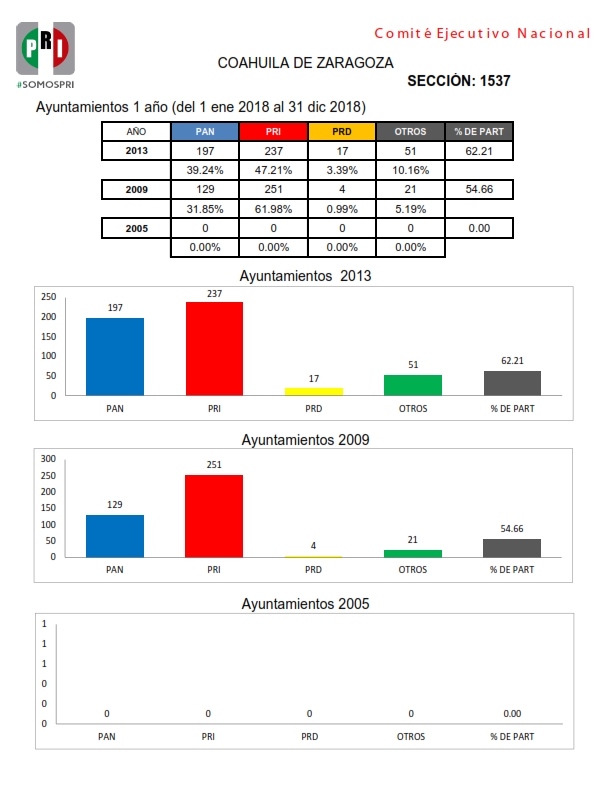 Comité Ejecutivo Nacional
PRI
#SOMOSPRI
COAHUILA DE ZARAGOZA
SECCIÓN: 1537
Ayuntamientos 1 año (del 1 ene 2018 al 31 dic 2018)
AÑO PAN PRI PRD OTROS % DE PART
2013 197 237 17 51 62.21
39.24% 47.21% 3.39% 10.16%
2009 129 251 4 21 54.66
31.85% 61.98% 0.99% 5.19%
2005 0 0 0 0 0.00
0.00% 0.00% 0.00% 0.00%
Ayuntamientos 2013
250
200
150
100
50
0
197 237 17 51 62.21
PAN PRI PRD OTROS % DE PART
Ayuntamientos 2009
300
250
200
150
100
50
0
129 251 4 21 54.66
PAN PRI PRD OTROS % DE PART
Ayuntamientos 2005
1
1
1
0
0
0
0 0 0 0 0.00
PAN PRI PRD OTROS % DE PART